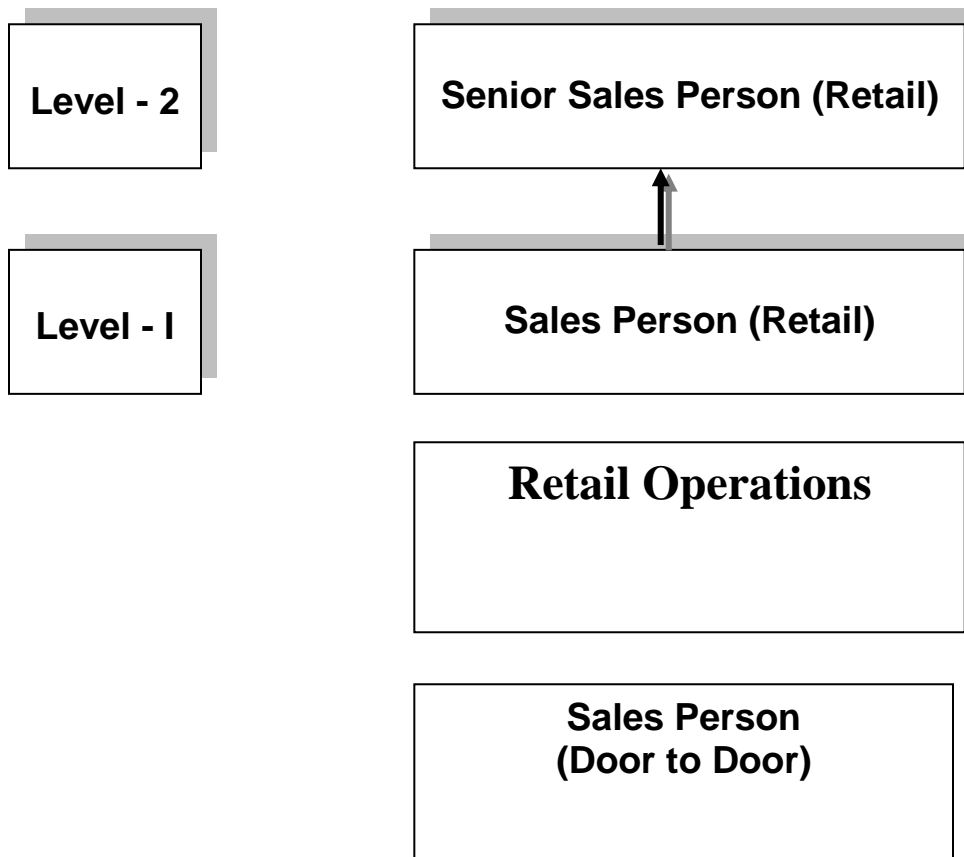 Level - 2
Senior Sales Person (Retail)
Level - I
Sales Person (Retail)
Retail Operations
Sales Person
(Door to Door)